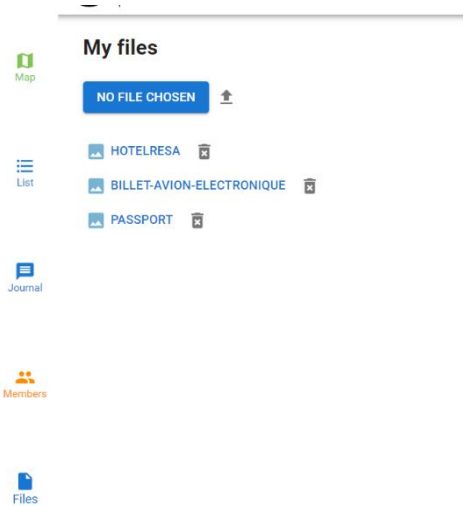 My files
Map
NO FILE CHOSEN
HOTELRESA
List
BILLET-AVION-ELECTRONIQUE
PASSPORT
Journal
Members
Files